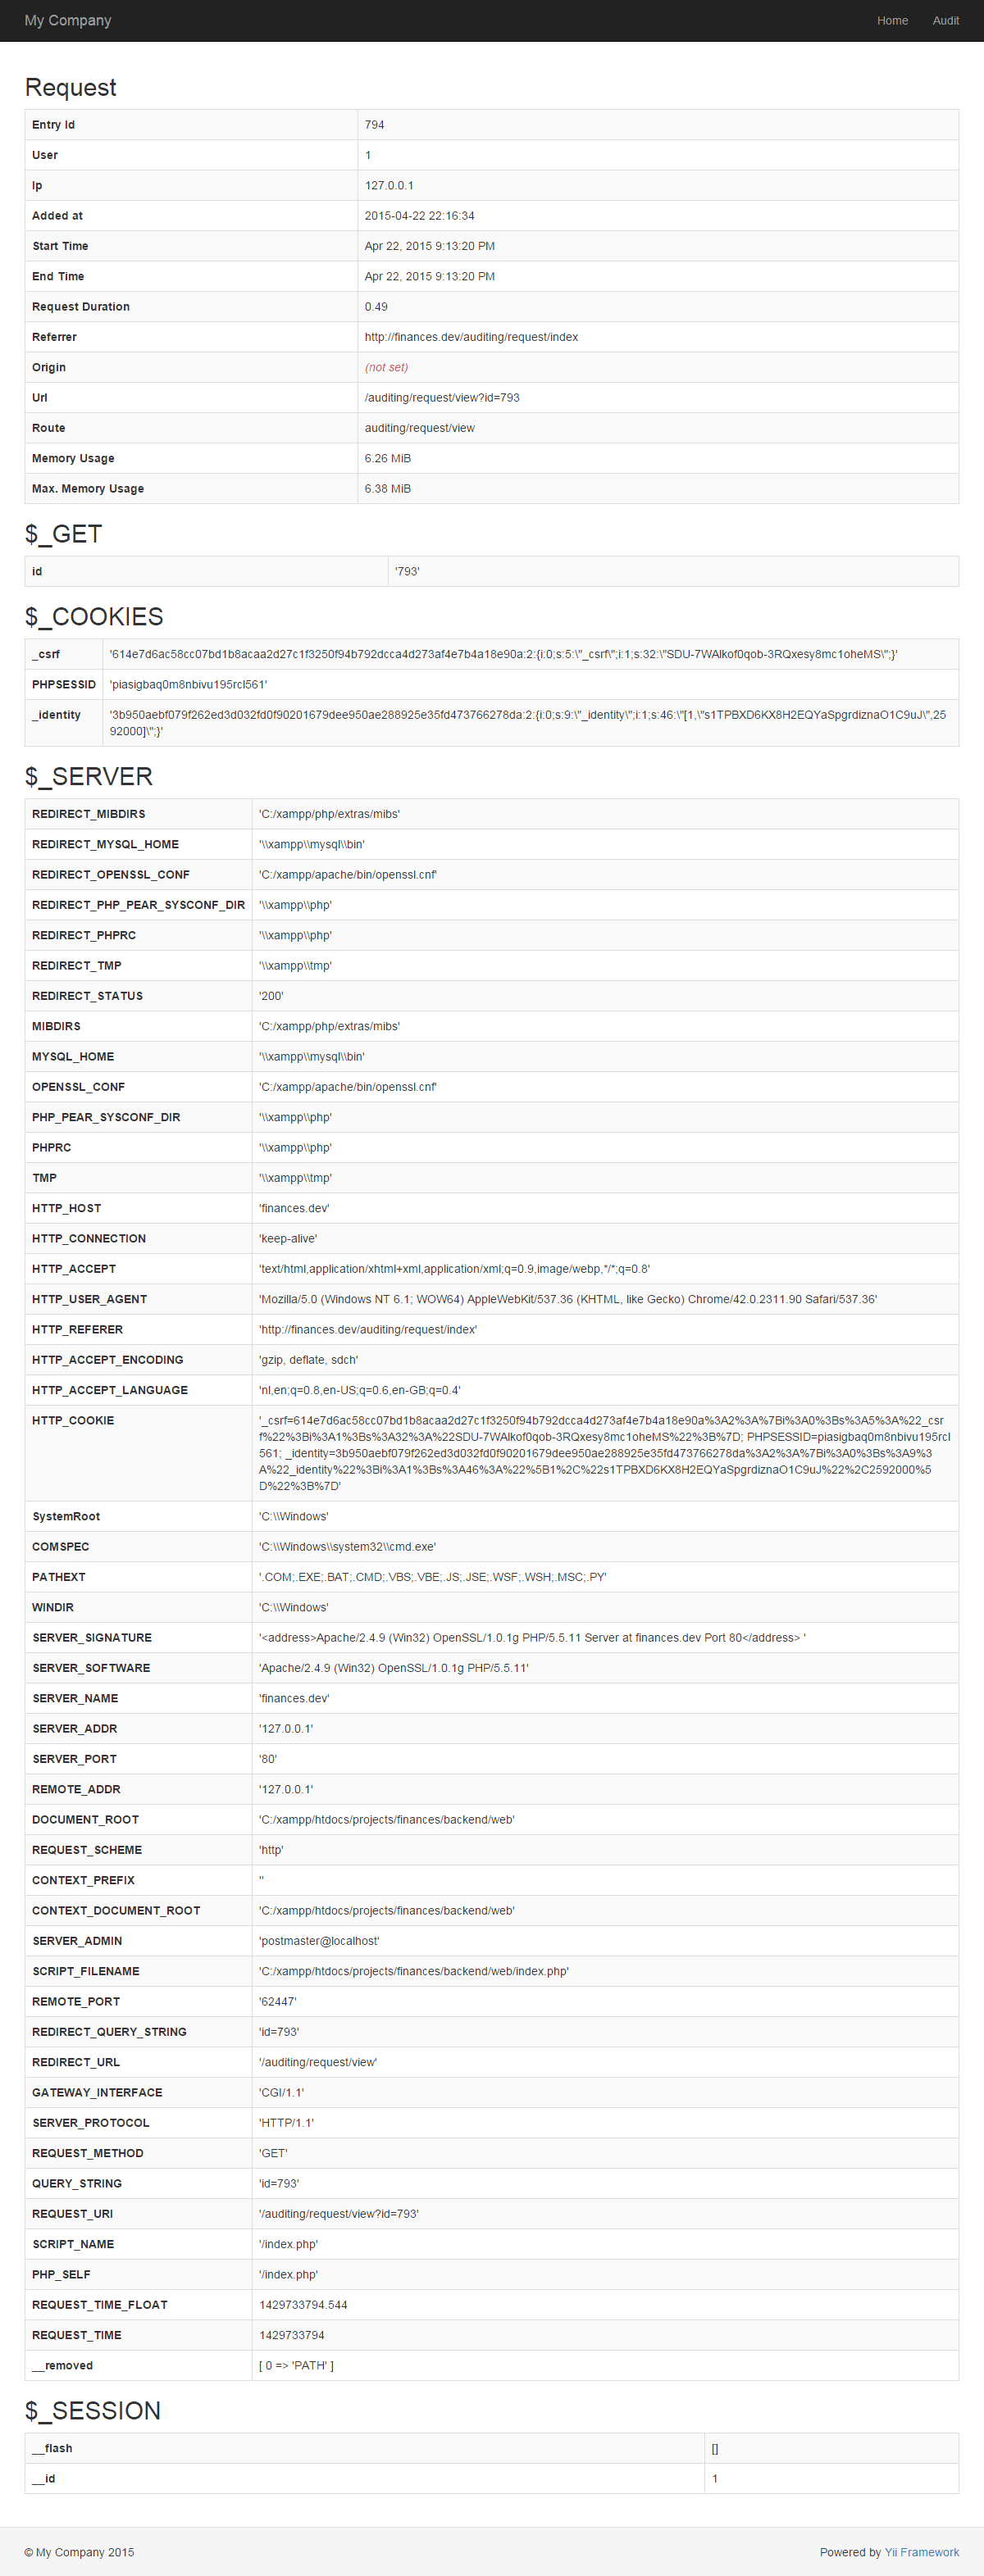 My Company Home Audit
Request
Entry Id 794
User 1
Ip 127.0.0.1
Added at 2015-04-22 22:16:34
Start Time Apr 22, 2015 9:13:20 PM
End Time Apr 22, 2015 9:13:20 PM
Request Duration 0.49
Referrer http://finances.dev/auditing/request/index
Origin (not set)
Url /auditing/request/view?id=793
Route auditing/request/view
Memory Usage 6.26 MiB
Max. Memory Usage 6.38 MiB
$_GET
id '793'
$_COOKIES
_csrf '614e7d6ac58cc07bd1b8acaa2d27c1f3250f94b792dcca4d273af4e7b4a18e90a:2:{i:0;s:5:\"_csrf\";i:1;s:32:\"SDU-7WAlkof0qob-3RQxesy8mc1oheMS\";}'
PHPSESSID 'piasigbaq0m8nbivu195rcl561'
_identity '3b950aebf079f262ed3d032fd0f90201679dee950ae288925e35fd473766278da:2:{i:0;s:9:\"_identity\";i:1;s:46:\"[1,\"s1TPBXD6KX8H2EQYaSpgrdiznaO1C9uJ\",25
92000]\";}'
$_SERVER
REDIRECT_MIBDIRS 'C:/xampp/php/extras/mibs'
REDIRECT_MYSQL_HOME '\\xampp\\mysql\\bin'
REDIRECT_OPENSSL_CONF 'C:/xampp/apache/bin/openssl.cnf'
REDIRECT_PHP_PEAR_SYSCONF_DIR '\\xampp\\php'
REDIRECT_PHPRC '\\xampp\\php'
REDIRECT_TMP '\\xampp\\tmp'
REDIRECT_STATUS '200'
MIBDIRS 'C:/xampp/php/extras/mibs'
MYSQL_HOME '\\xampp\\mysql\\bin'
OPENSSL_CONF 'C:/xampp/apache/bin/openssl.cnf'
PHP_PEAR_SYSCONF_DIR '\\xampp\\php'
PHPRC '\\xampp\\php'
TMP '\\xampp\\tmp'
HTTP_HOST 'finances.dev'
HTTP_CONNECTION 'keep-alive'
HTTP_ACCEPT 'text/html,application/xhtml+xml,application/xml;q=0.9,image/webp,*/*;q=0.8'
HTTP_USER_AGENT 'Mozilla/5.0 (Windows NT 6.1; WOW64) AppleWebKit/537.36 (KHTML, like Gecko) Chrome/42.0.2311.90 Safari/537.36'
HTTP_REFERER 'http://finances.dev/auditing/request/index'
HTTP_ACCEPT_ENCODING 'gzip, deflate, sdch'
HTTP_ACCEPT_LANGUAGE 'nl,en;q=0.8,en-US;q=0.6,en-GB;q=0.4'
HTTP_COOKIE '_csrf=614e7d6ac58cc07bd1b8acaa2d27c1f3250f94b792dcca4d273af4e7b4a18e90a%3A2%3A%7Bi%3A0%3Bs%3A5%3A%22_csr
f%22%3Bi%3A1%3Bs%3A32%3A%22SDU-7WAlkof0qob-3RQxesy8mc1oheMS%22%3B%7D; PHPSESSID=piasigbaq0m8nbivu195rcl
561; _identity=3b950aebf079f262ed3d032fd0f90201679dee950ae288925e35fd473766278da%3A2%3A%7Bi%3A0%3Bs%3A9%3
A%22_identity%22%3Bi%3A1%3Bs%3A46%3A%22%5B1%2C%22s1TPBXD6KX8H2EQYaSpgrdiznaO1C9uJ%22%2C2592000%5
D%22%3B%7D'
SystemRoot 'C:\\Windows'
COMSPEC 'C:\\Windows\\system32\\cmd.exe'
PATHEXT '.COM;.EXE;.BAT;.CMD;.VBS;.VBE;.JS;.JSE;.WSF;.WSH;.MSC;.PY'
WINDIR 'C:\\Windows'
SERVER_SIGNATURE '<address>Apache/2.4.9 (Win32) OpenSSL/1.0.1g PHP/5.5.11 Server at finances.dev Port 80</address> '
SERVER_SOFTWARE 'Apache/2.4.9 (Win32) OpenSSL/1.0.1g PHP/5.5.11'
SERVER_NAME 'finances.dev'
SERVER_ADDR '127.0.0.1'
SERVER_PORT '80'
REMOTE_ADDR '127.0.0.1'
DOCUMENT_ROOT 'C:/xampp/htdocs/projects/finances/backend/web'
REQUEST_SCHEME 'http'
CONTEXT_PREFIX ''
CONTEXT_DOCUMENT_ROOT 'C:/xampp/htdocs/projects/finances/backend/web'
SERVER_ADMIN 'postmaster@localhost'
SCRIPT_FILENAME 'C:/xampp/htdocs/projects/finances/backend/web/index.php'
REMOTE_PORT '62447'
REDIRECT_QUERY_STRING 'id=793'
REDIRECT_URL '/auditing/request/view'
GATEWAY_INTERFACE 'CGI/1.1'
SERVER_PROTOCOL 'HTTP/1.1'
REQUEST_METHOD 'GET'
QUERY_STRING 'id=793'
REQUEST_URI '/auditing/request/view?id=793'
SCRIPT_NAME '/index.php'
PHP_SELF '/index.php'
REQUEST_TIME_FLOAT 1429733794.544
REQUEST_TIME 1429733794
__removed [ 0 => 'PATH' ]
$_SESSION
__flash []
__id 1
© My Company 2015 Powered by Yii Framework